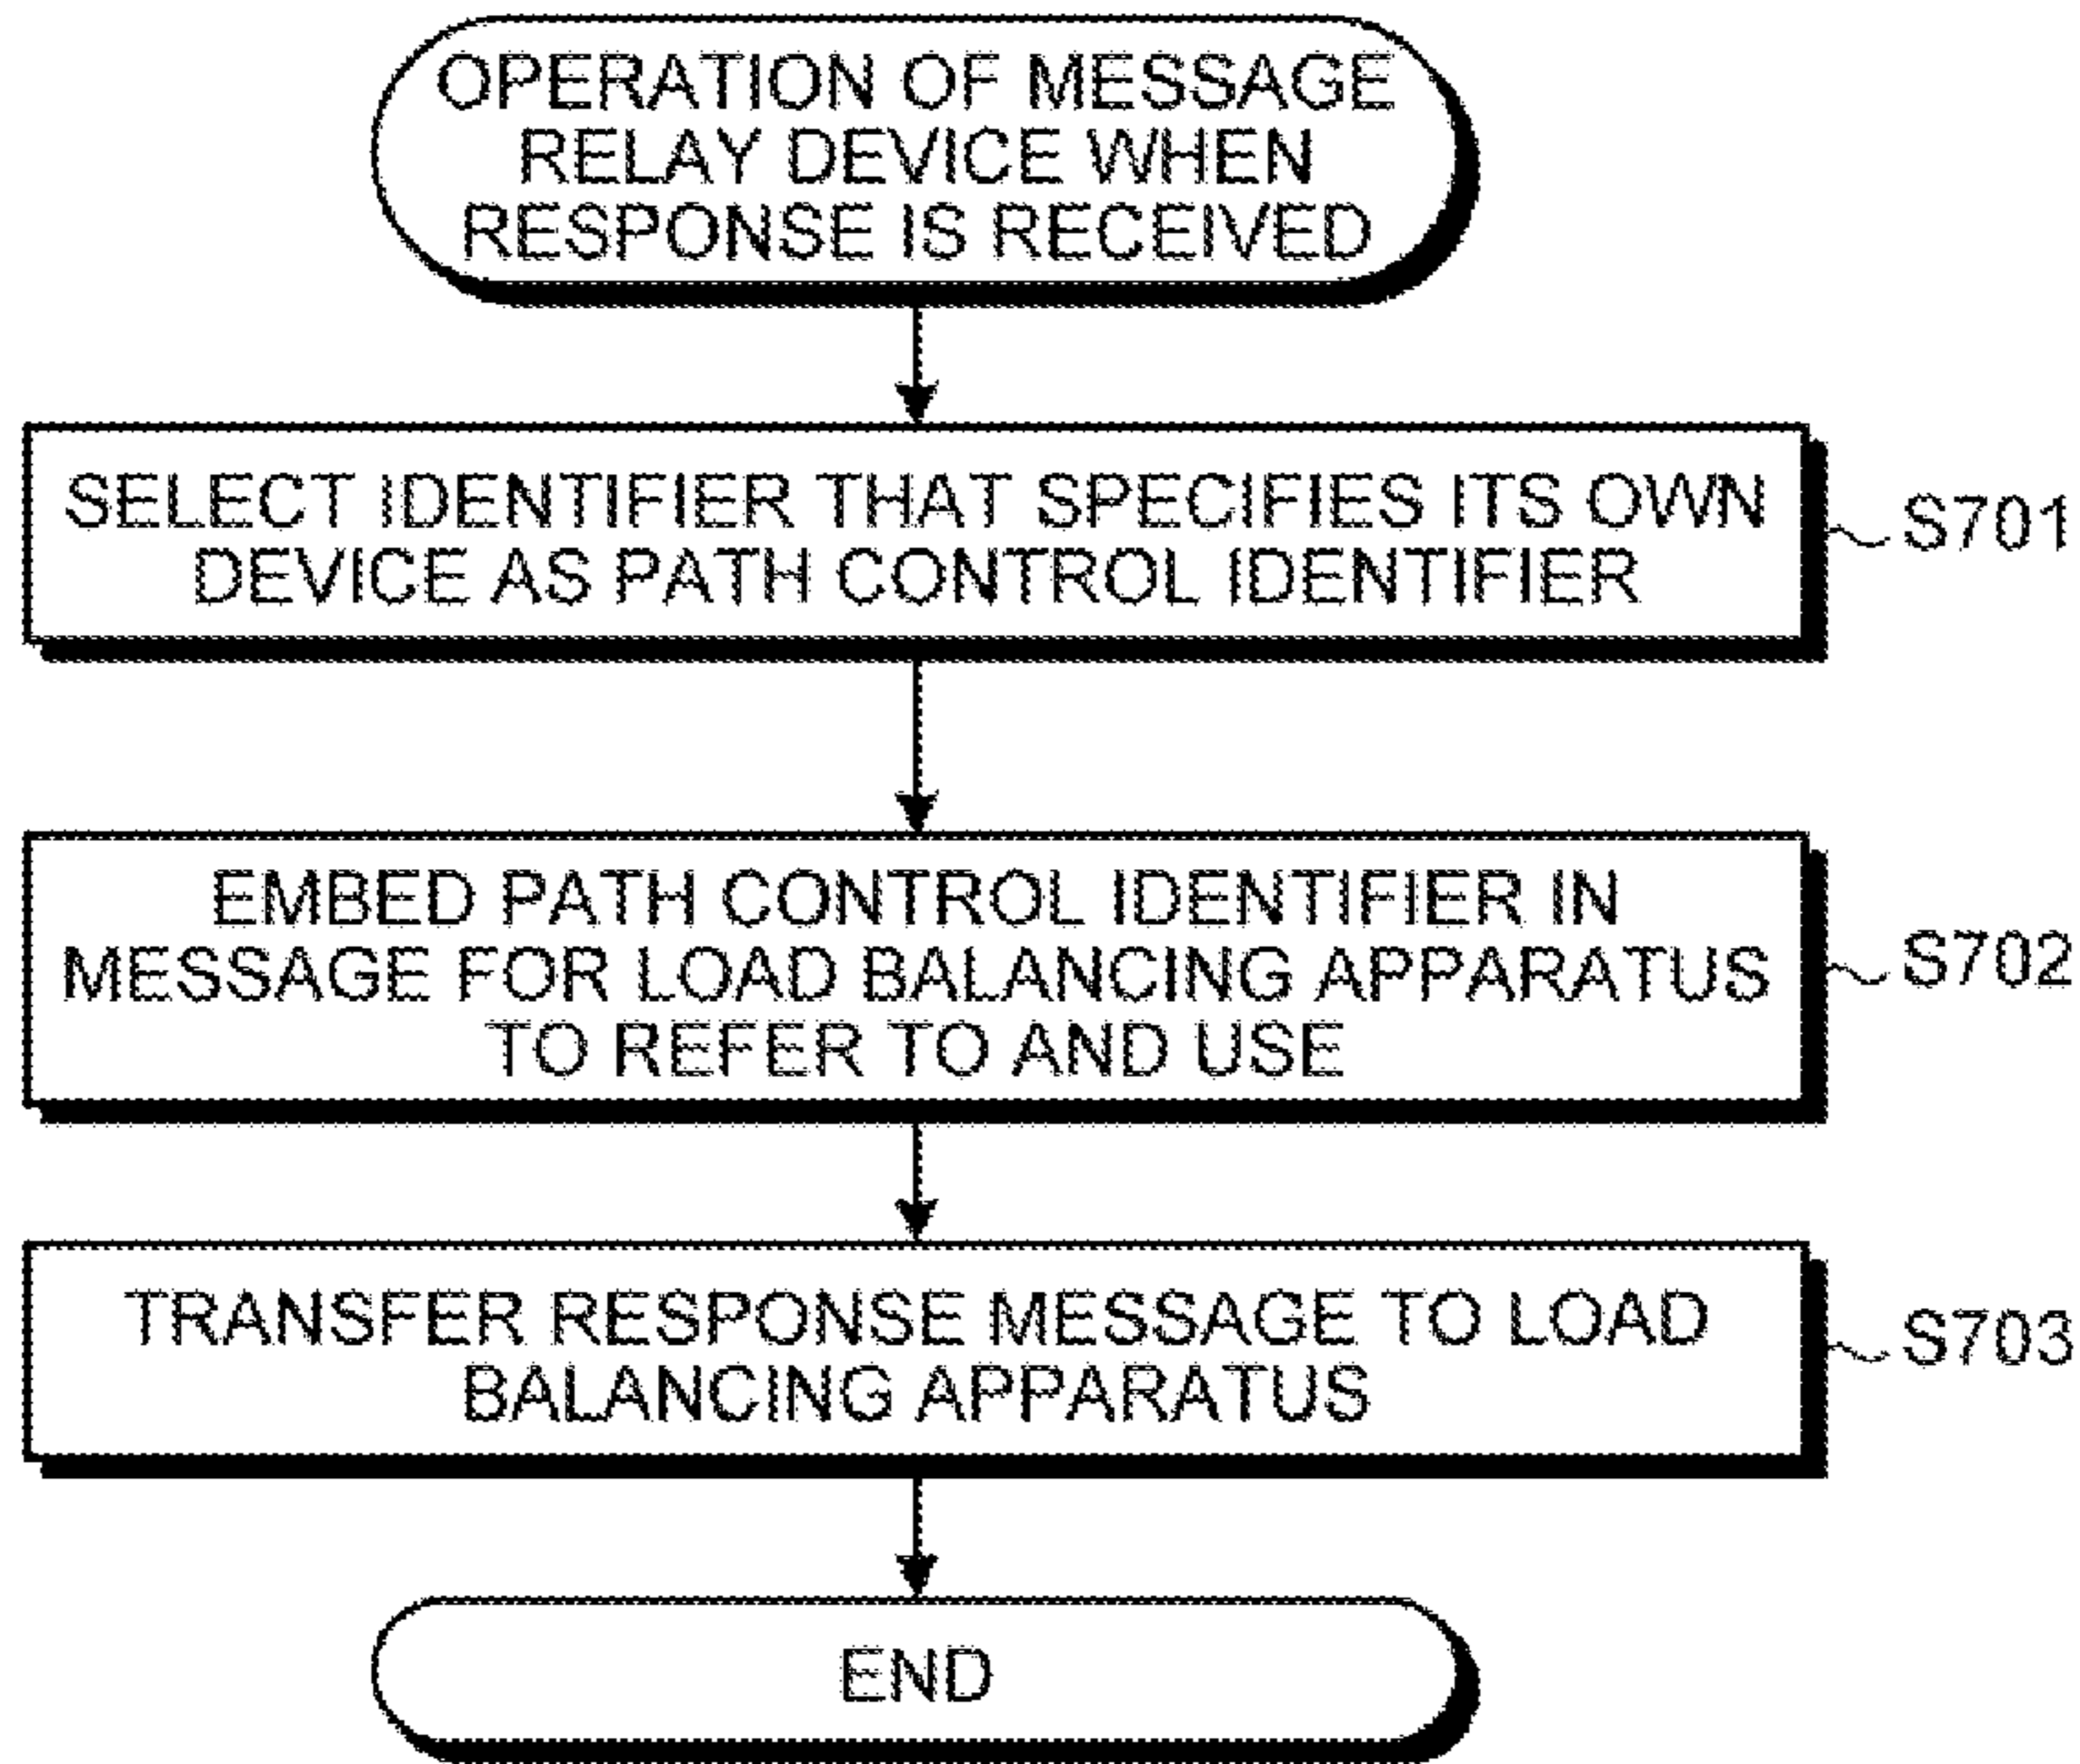 OPERATION OF MESSAGE
RELAY DEVICE WHEN
RESPONSE IS RECEIVED
SELECT IDENTIFIER THAT SPECIFIES ITS OWN
DEVICE AS PATH CONTROL IDENTIFIER
S701
EMBED PATH CONTROL IDENTIFIER IN
MESSAGE FOR LOAD BALANCING APPARATUS
TO REFER TO AND USE
S702
TRANSFER RESPONSE MESSAGE TO LOAD
BALANCING APPARATUS
S703
END